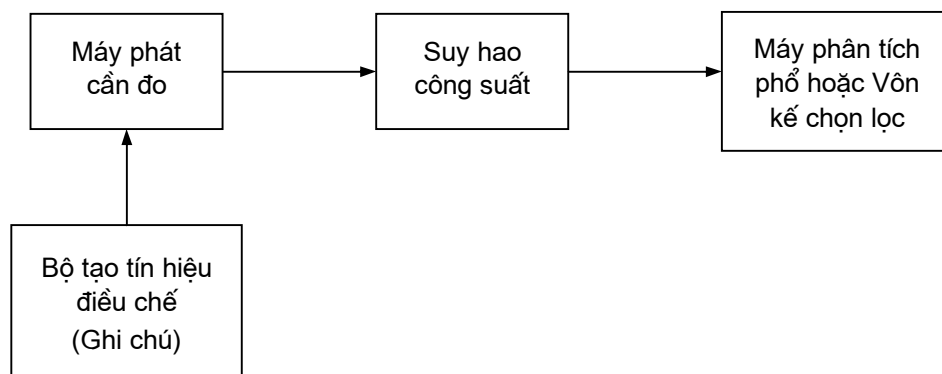 Máy phát
cần đo
Suy hao
công suất
Máy phân tích
phổ hoặc Vôn
kế chọn lọc
Bộ tạo tín hiệu
điều chế
(Ghi chú)